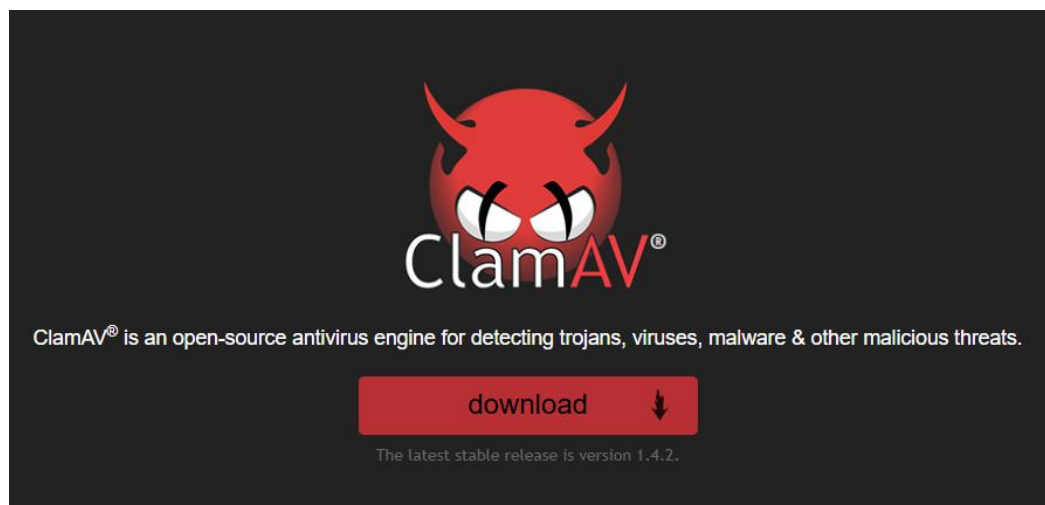 ClamAV®
ClamAV® is an open-source antivirus engine for detecting trojans, viruses, malware & other malicious threats.
download
The latest stable release is version 1.4.2.